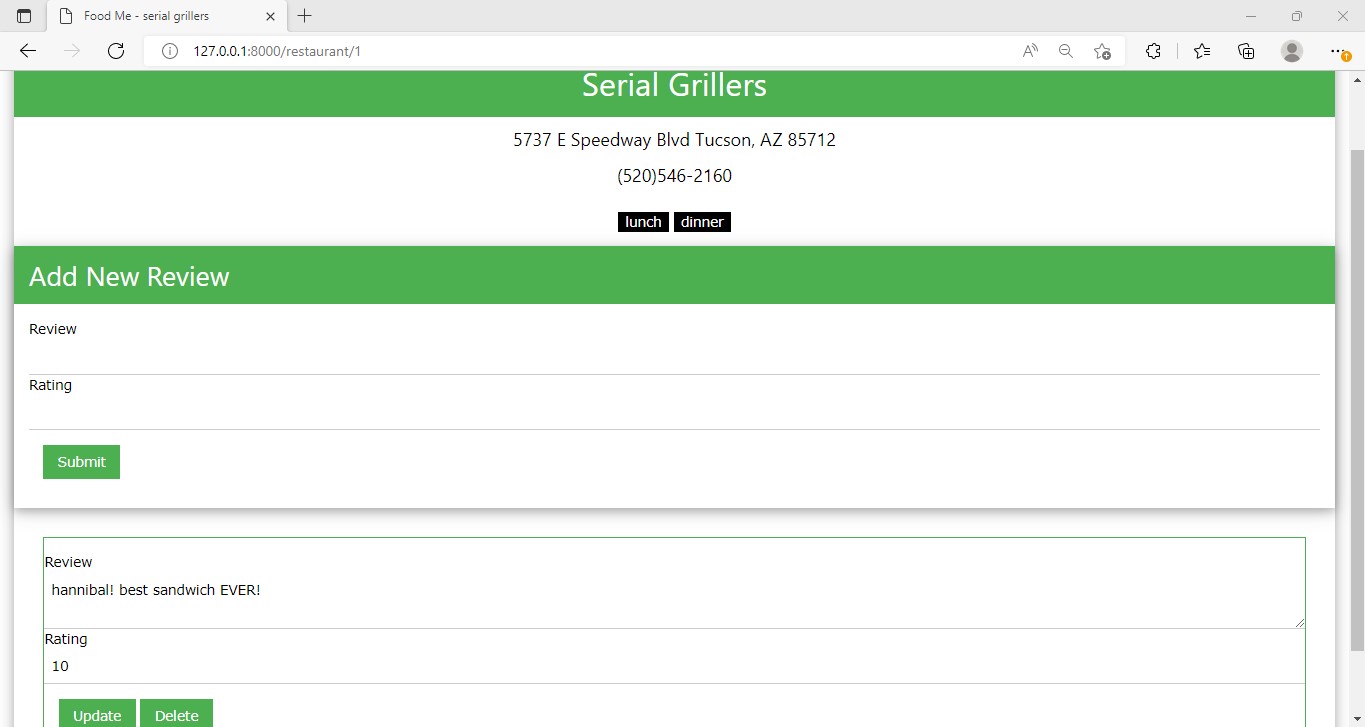 Food Me - serial grillers
127.0.0.1:8000/restaurant/1
Serial Grillers
5737 E Speedway Blvd Tucson, AZ 85712
(520)546-2160
lunch dinner
Add New Review
Review
Rating
Submit
Review
hannibal! best sandwich EVER!
Rating
10
Update Delete